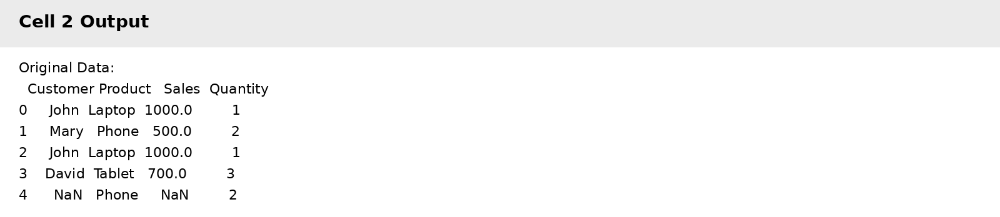 Cell 2 Output
Original Data:
  Customer Product   Sales  Quantity
0     John  Laptop  1000.0         1
1     Mary   Phone   500.0         2
2     John  Laptop  1000.0         1
3    David  Tablet   700.0         3
4      NaN   Phone     NaN         2